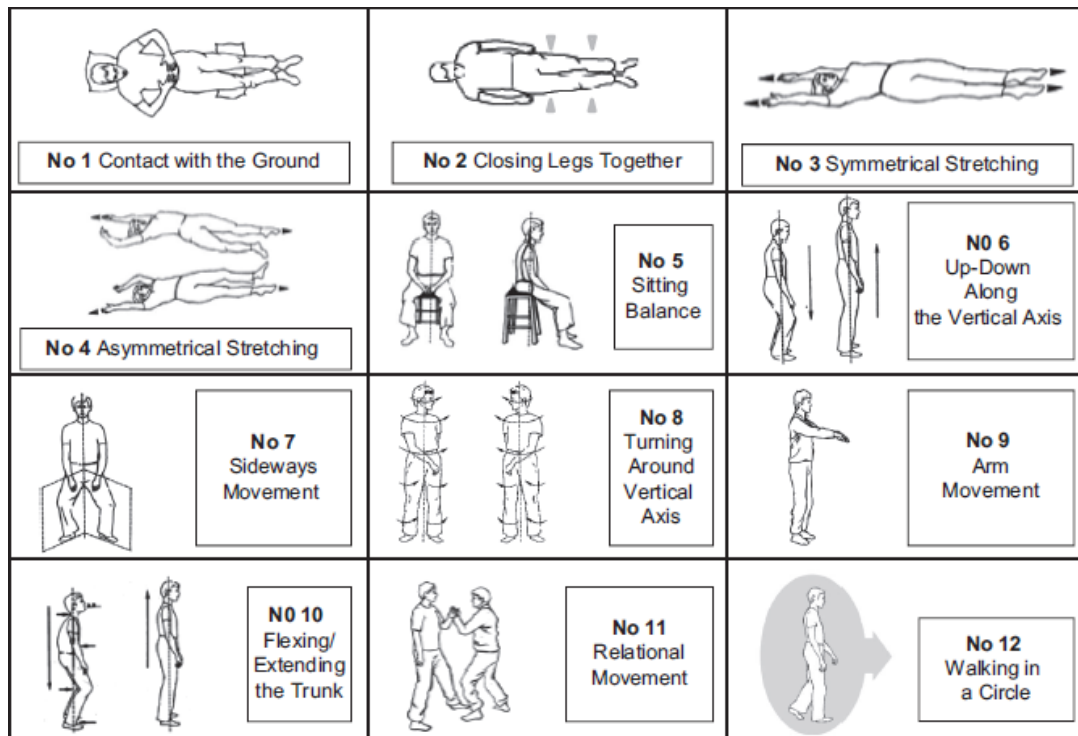 No 1 Contact with the Ground
No 2 Closing Legs Together
No 3 Symmetrical Stretching
No 4 Asymmetrical Stretching
No 5
Sitting
Balance
N0 6
Up-Down
Along
the Vertical Axis
No 7
Sideways
Movement
No 8
Turning
Around
Vertical
Axis
No 9
Arm
Movement
N0 10
Flexing/
Extending
the Trunk
No 11
Relational
Movement
No 12
Walking in
a Circle